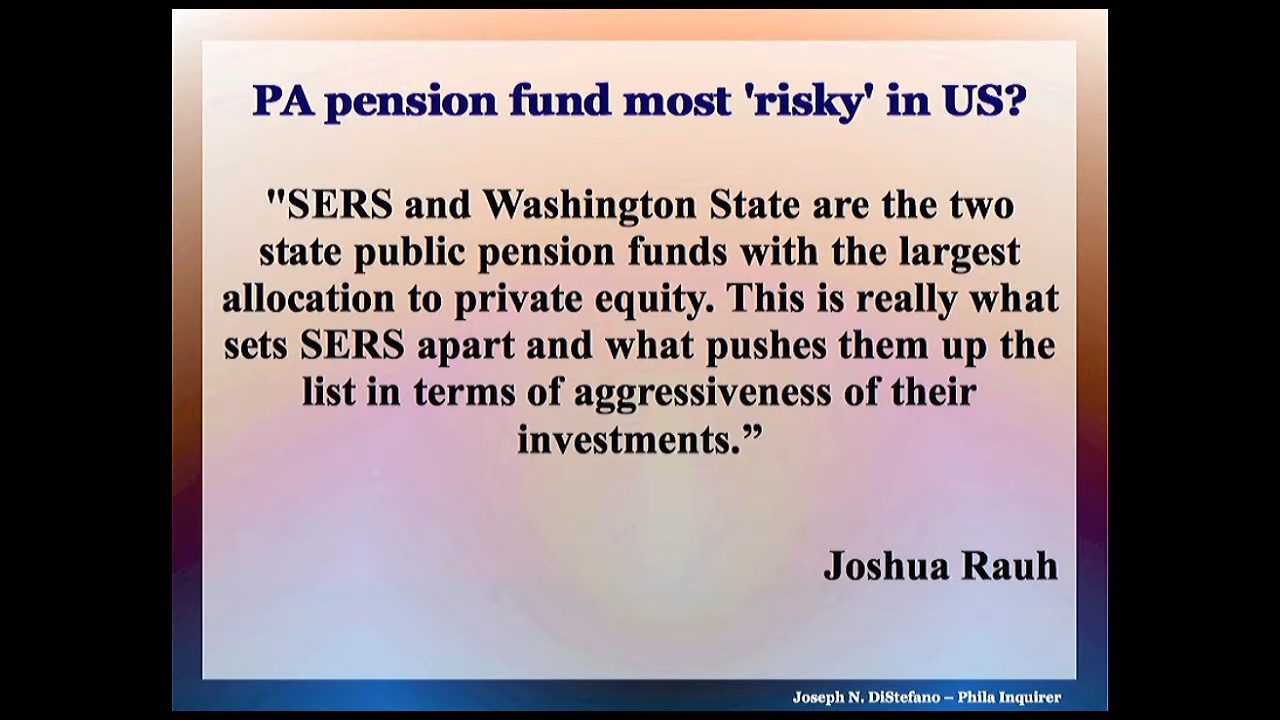 PA pension fund most 'risky' in US?
"SERS and Washington State are the two
state public pension funds with the largest
allocation to private equity. This is really what
sets SERS apart and what pushes them up the
list in terms of aggressiveness of their
investments.”
Joshua Rauh
Joseph N. DiStefano – Phila Inquirer